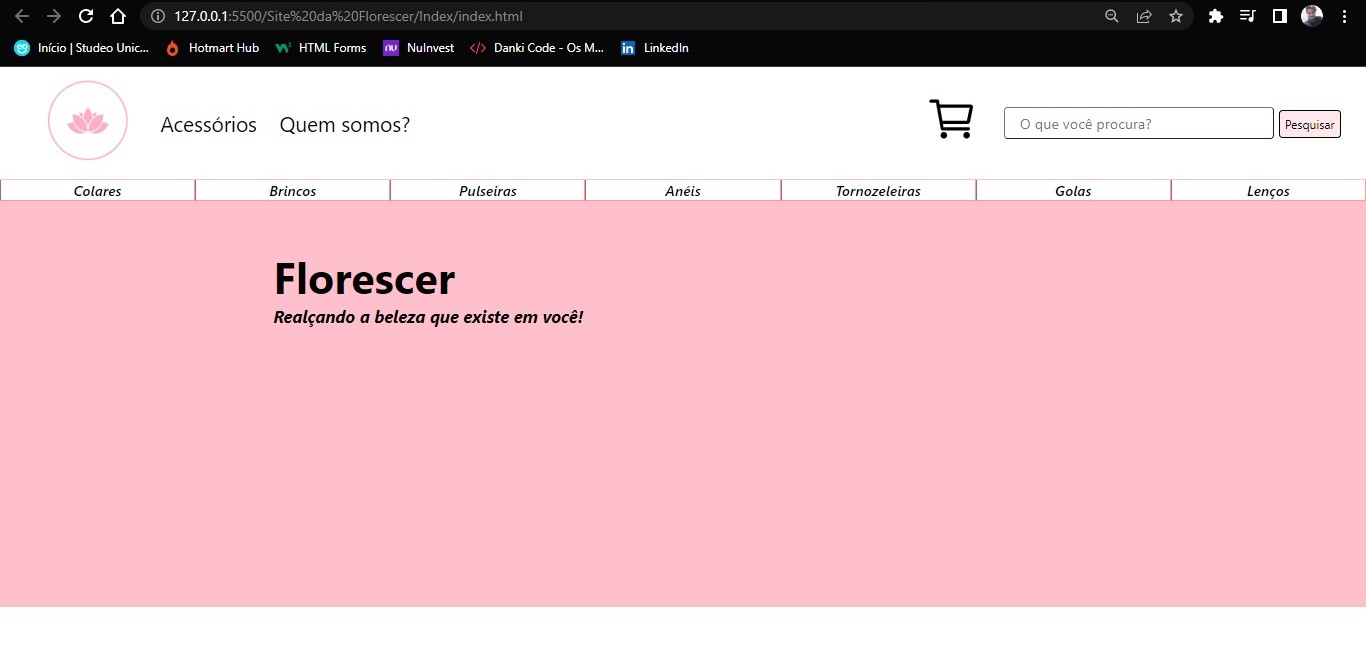 127.0.0.1:5500/Site%20da%20Florescer/Index/index.html
Início | Studeo Unic... Hotmart Hub HTML Forms NuInvest Danki Code - Os M... LinkedIn
Acessórios Quem somos? O que você procura? Pesquisar
Colares Brincos Pulseiras Anéis Tornozeleiras Golas Lenços
Florescer
Realçando a beleza que existe em você!